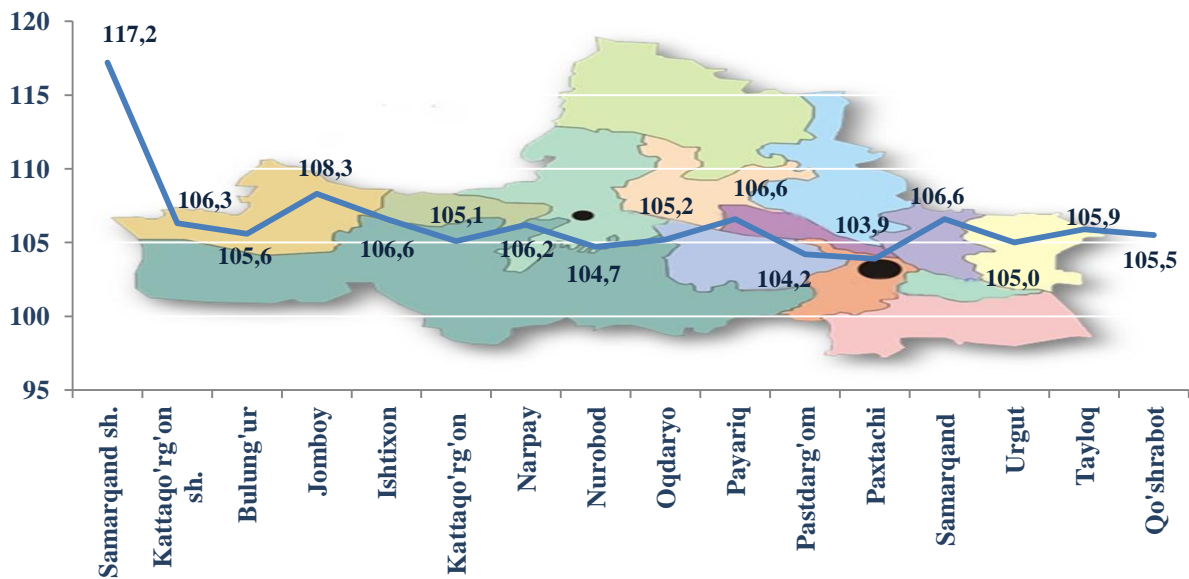 120
115
110
105
100
95
117,2
106,3
105,6
108,3
106,6
105,1
106,2
104,7
105,2
106,6
104,2
103,9
106,6
105,0
105,9
105,5
Samarqand sh.
Kattaqo'rg'on
sh.
Bulung'ur
Jomboy
Ishtixon
Kattaqo'rg'on
Narpay
Nurobod
Oqdaryo
Payariq
Pastdarg'om
Paxtachi
Samarqand
Urgut
Tayloq
Qo'shrabot